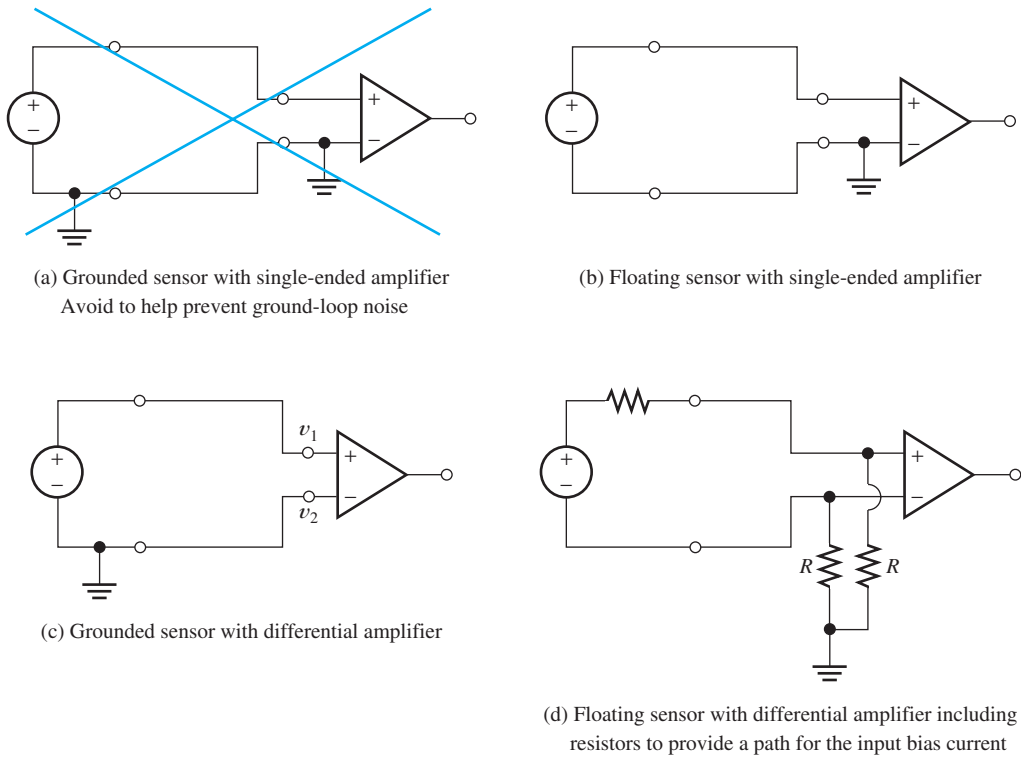 +
−
+
−
(a) Grounded sensor with single-ended amplifier
Avoid to help prevent ground-loop noise
+
−
+
−
(b) Floating sensor with single-ended amplifier
+
−
v1
+
−
v2
(c) Grounded sensor with differential amplifier
+
−
+
−
R
R
(d) Floating sensor with differential amplifier including
resistors to provide a path for the input bias current